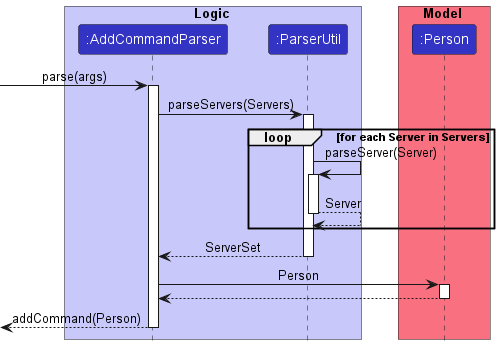 Logic
Model
:AddCommandParser
:ParserUtil
:Person
parse(args)
parseServers(Servers)
loop
[for each Server in Servers]
parseServer(Server)
Server
ServerSet
Person
addCommand(Person)